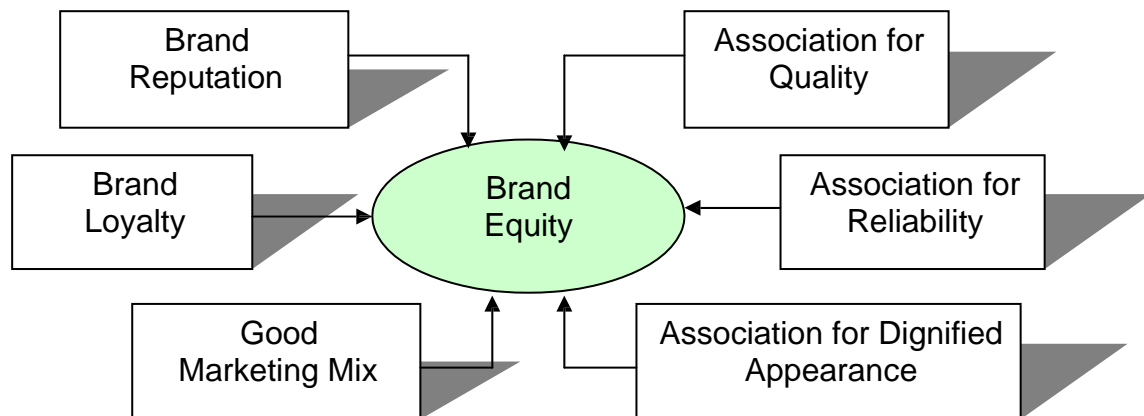 Brand
Reputation
Association for
Quality
Brand
Loyalty
Brand
Equity
Association for
Reliability
Good
Marketing Mix
Association for Dignified
Appearance